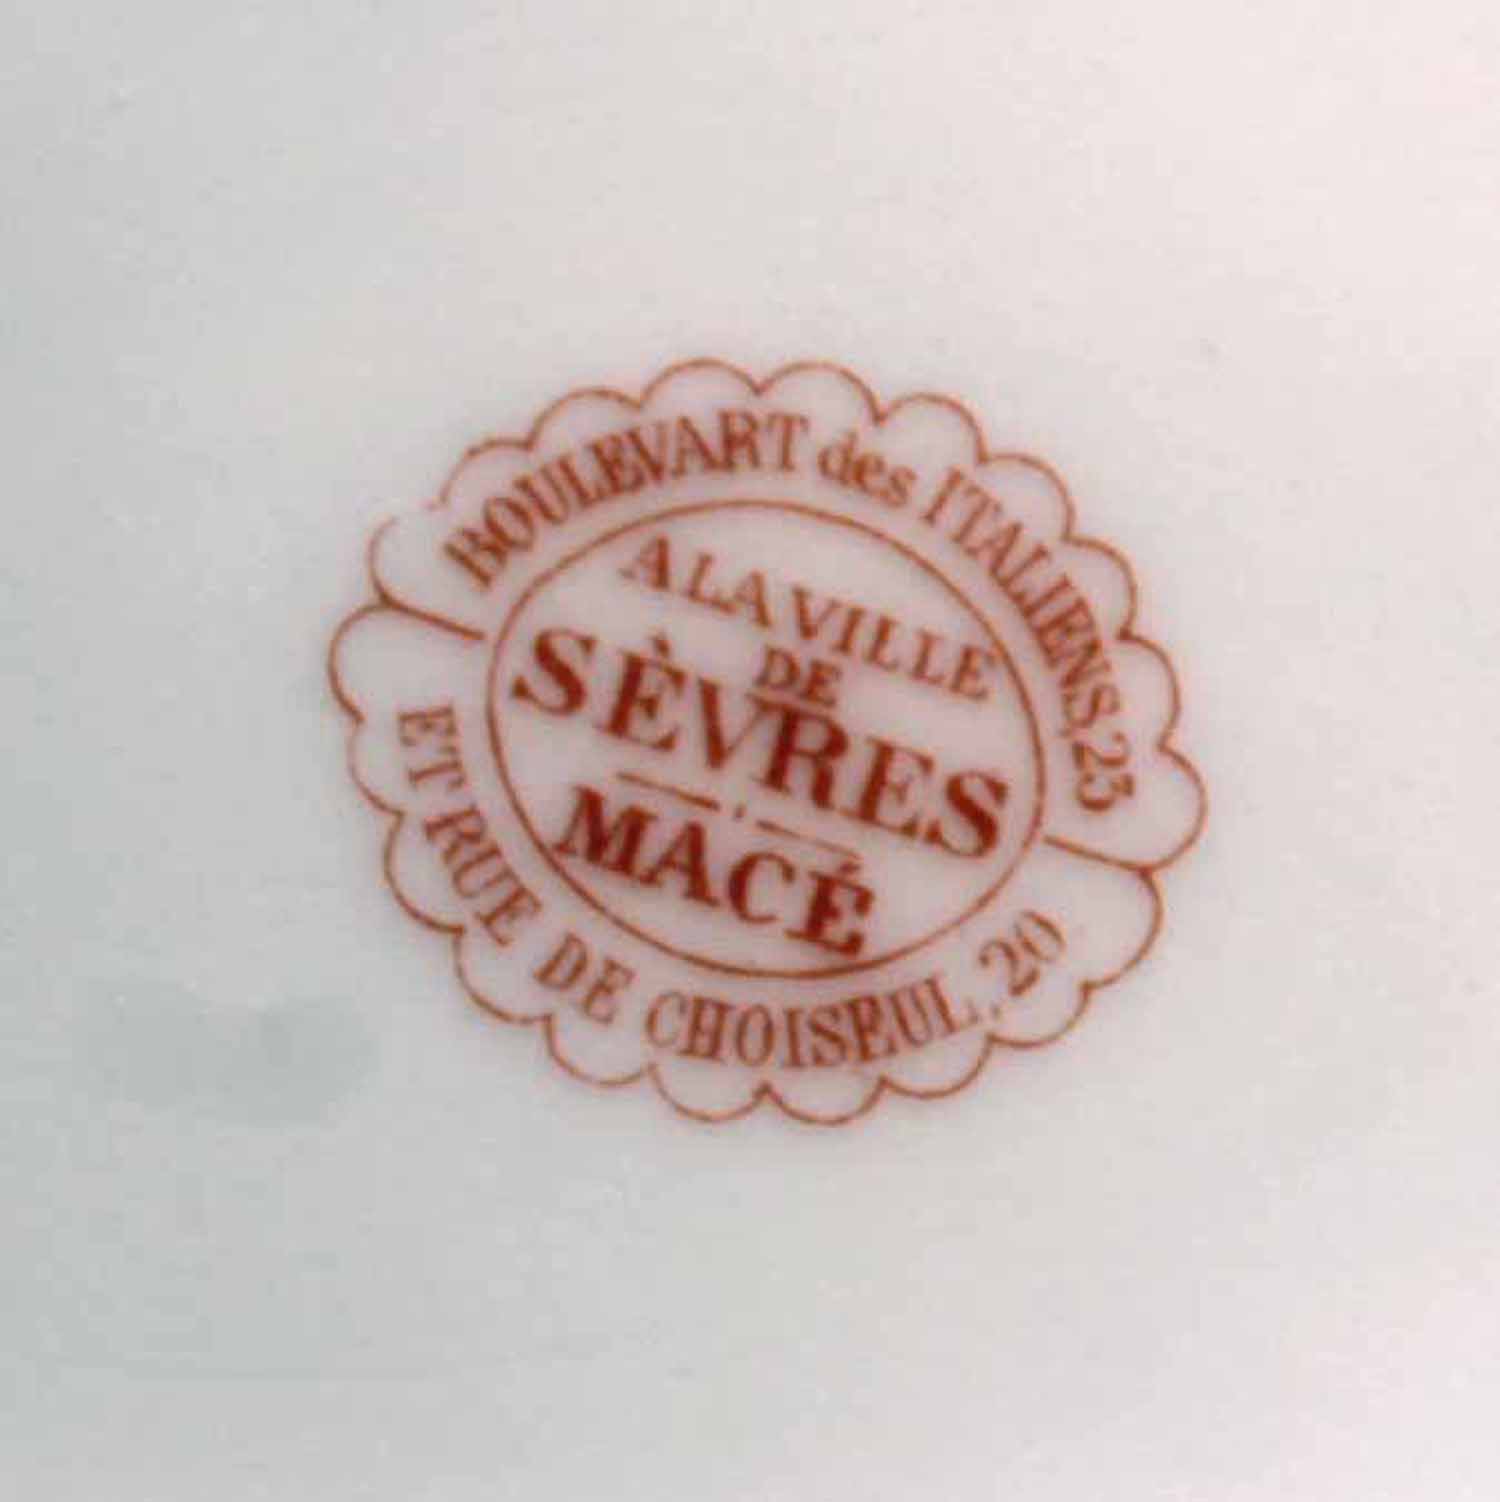 BOULEVART des ITALIENS, 23
A LA VILLE
DE
SÈVRES
MACÉ
ET RUE DE CHOISEUL, 20